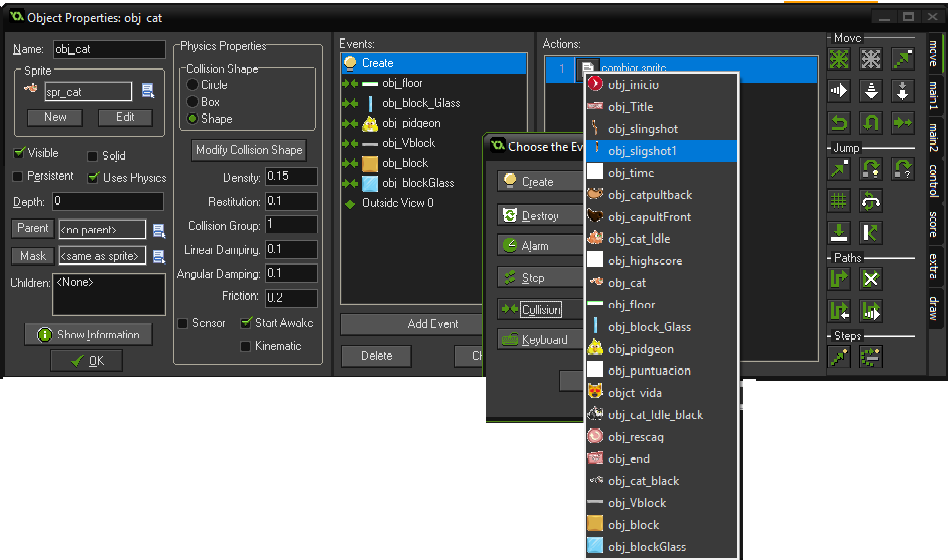 Object Properties: obj_cat
Name: obj_cat
Sprite
spr_cat
New Edit
Visible Solid
Persistent Uses Physics
Depth: 0
Parent <no parent>
Mask <same as sprite>
Children: <None>
Show Information
OK
Physics Properties
Collision Shape
Circle
Box
Shape
Modify Collision Shape
Density: 0.15
Restitution: 0.1
Collision Group: 1
Linear Damping: 0.1
Angular Damping: 0.1
Friction: 0.2
Sensor Start Awake
Kinematic
Events:
Create
obj_floor
obj_block_Glass
obj_pidgeon
obj_Vblock
obj_block
obj_blockGlass
Outside View 0
Add Event
Delete
Actions:
1 cambiar sprite
Choose the Ev
Create
Destroy
Alarm
Step
Collision
Keyboard
obj_inicio
obj_Title
obj_slingshot
obj_sligshot1
obj_time
obj_catpultback
obj_capultFront
obj_cat_Idle
obj_highscore
obj_cat
obj_floor
obj_block_Glass
obj_pidgeon
obj_puntuacion
objct_vida
obj_cat_Idle_black
obj_rescag
obj_end
obj_cat_black
obj_Vblock
obj_block
obj_blockGlass
Move
Jump
Paths
Steps
move
main1
main2
control
score
extra
draw